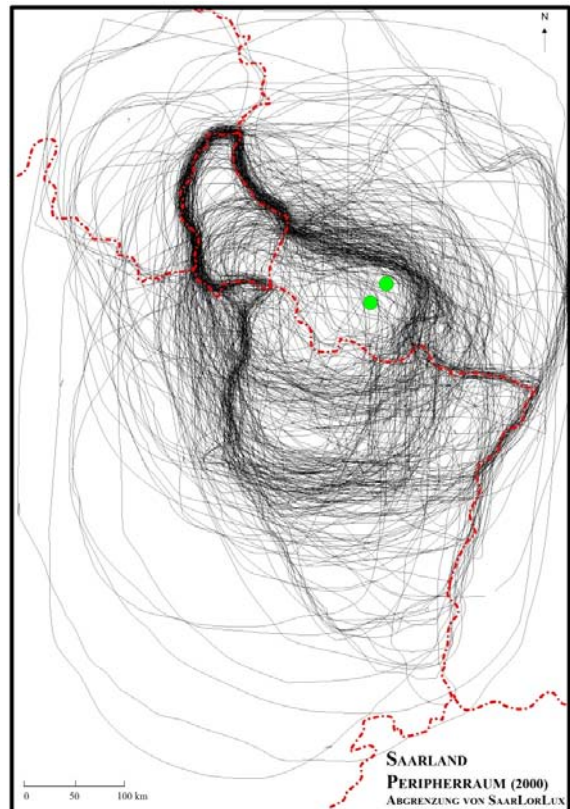 N
0 50 100 km
SAARLAND
PERIPHERRAUM (2000)
ABGRENZUNG VON SAARLORLUX